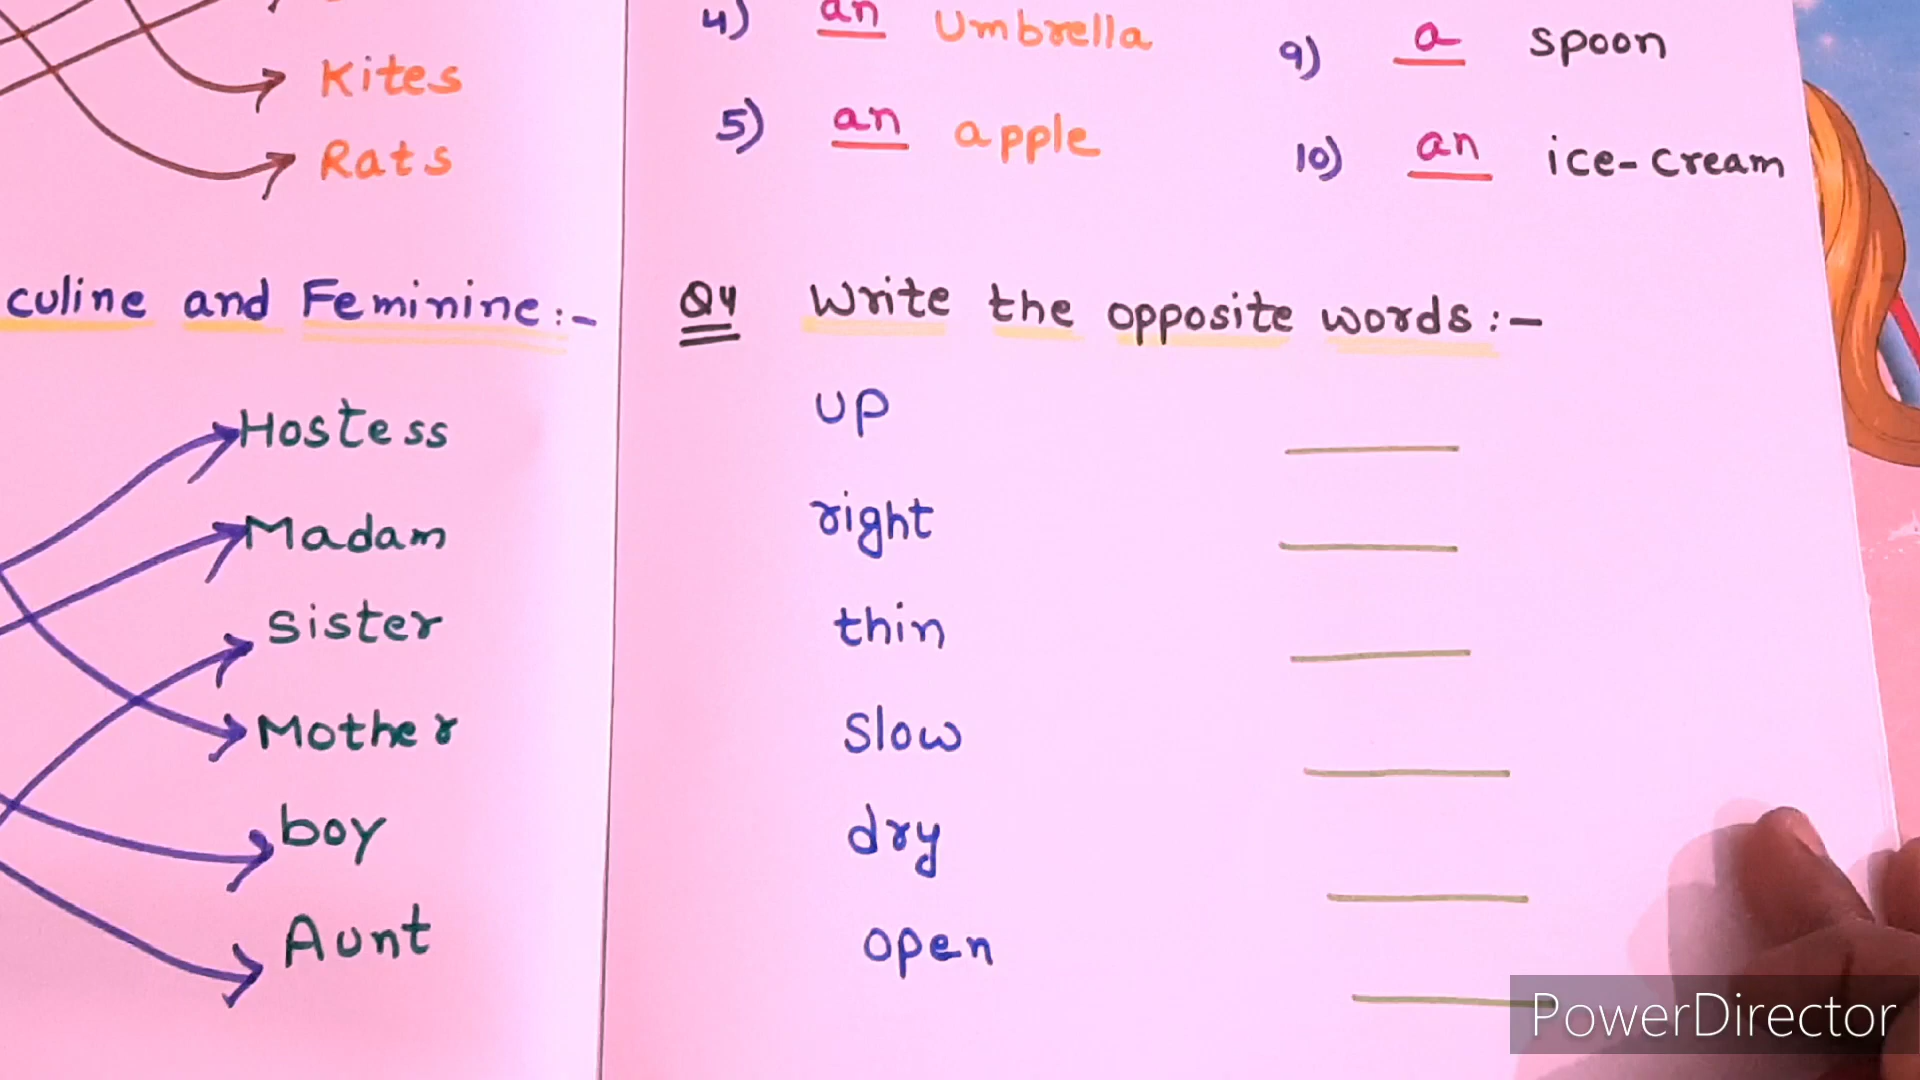 Kites
Rats
culine and Feminine:-
Hostess
Madam
Sister
Mother
boy
Aunt
4) an Umbrella
5) an apple
9) a spoon
10) an ice-cream
Q4 Write the opposite words:-
up
right
thin
slow
dry
open
PowerDirector